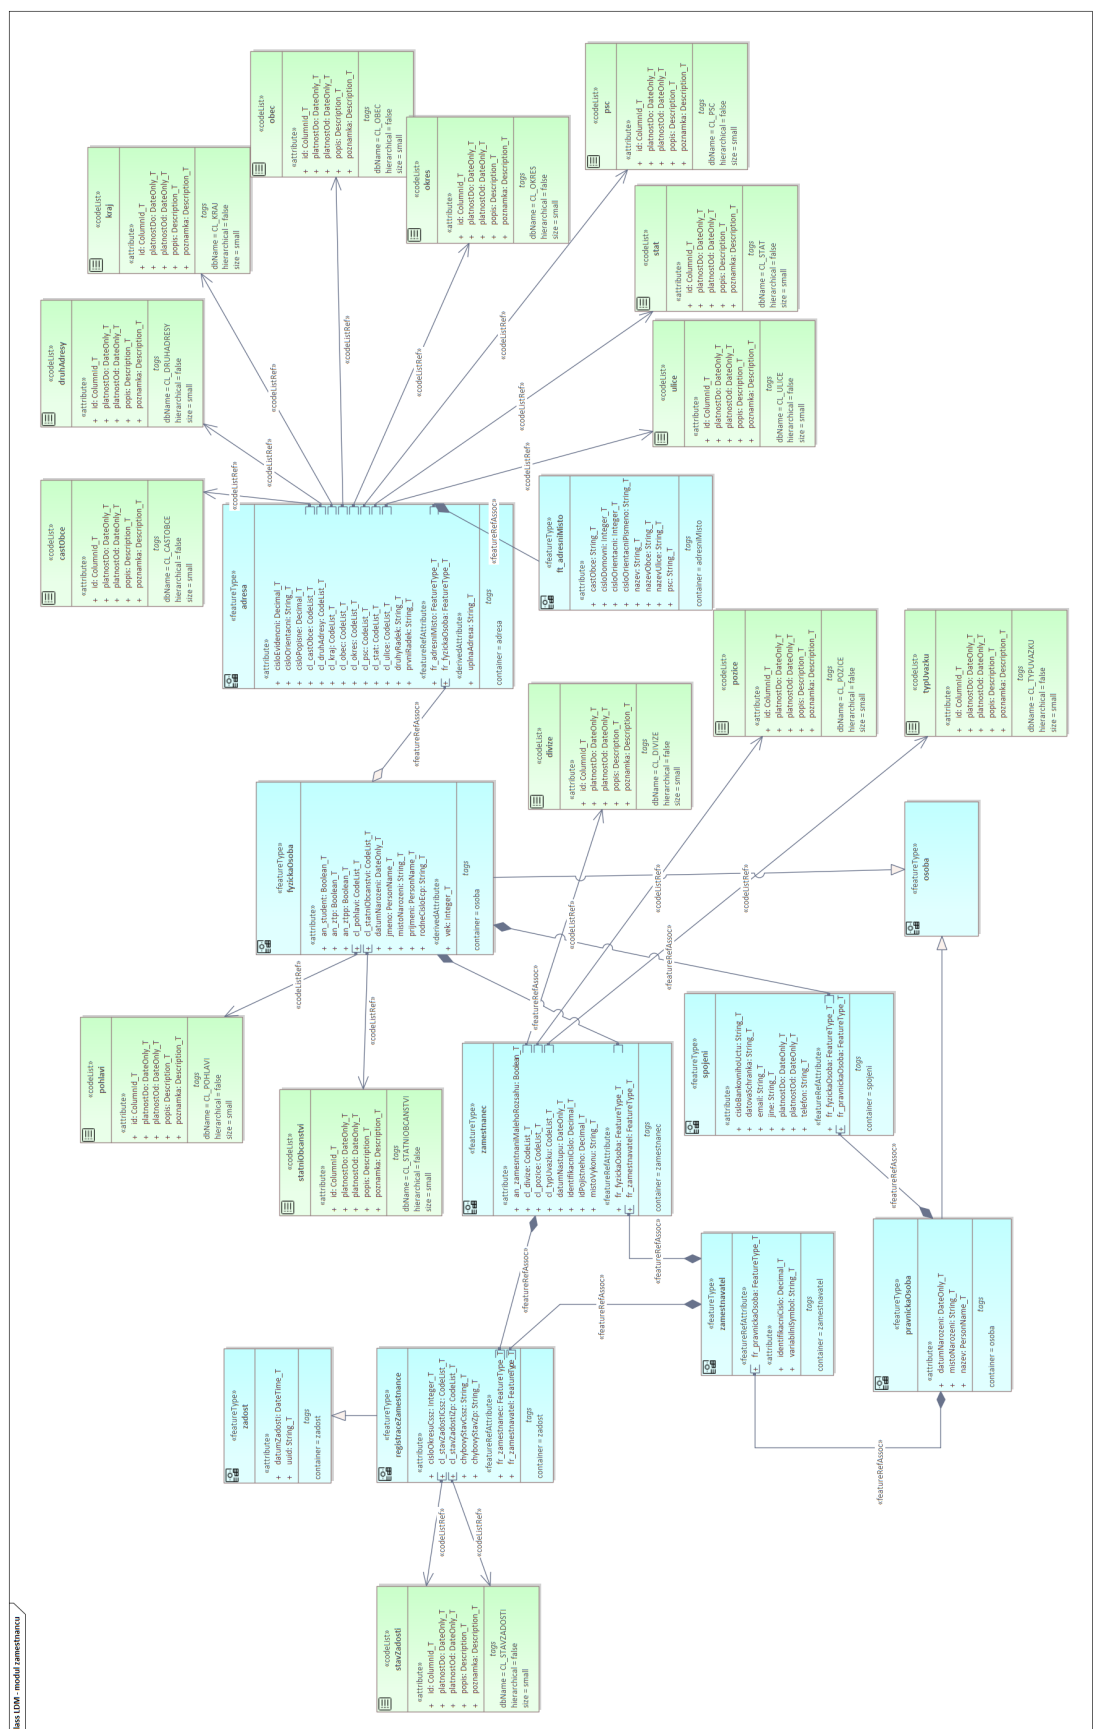 class LDM - modul zamestnancu
«codeList»
stavZadosti
«attribute»
+ id: ColumnId_T
+ platnostDo: DateOnly_T
+ platnostOd: DateOnly_T
+ popis: Description_T
+ poznamka: Description_T
tags
dbName = CL_STAVZADOSTI
hierarchical = false
size = small
«codeListRef»
«codeListRef»
«featureType»
zadost
«attribute»
+ datumZadosti: DateTime_T
+ uuid: String_T
tags
container = zadost
«featureType»
registraceZamestnance
«attribute»
+ cisloOkresuCssz: Integer_T
+ cl_stavZadostiCssz: CodeList_T
+ cl_stavZadostiZp: CodeList_T
+ chybovyStavCssz: String_T
+ chybovyStavZp: String_T
«featureRefAttribute»
+ fr_zamestnanec: FeatureType_T
+ fr_zamestnavatel: FeatureType_T
tags
container = zadost
«featureRefAssoc»
«featureRefAssoc»
«featureRefAssoc»
«featureType»
zamestnavatel
«featureRefAttribute»
+ fr_pravnickaOsoba: FeatureType_T
«attribute»
+ identifikacniCislo: Decimal_T
+ variabilniSymbol: String_T
tags
container = zamestnavatel
«featureRefAssoc»
«featureType»
pravnickaOsoba
«attribute»
+ datumNarozeni: DateOnly_T
+ mistoNarozeni: String_T
+ nazev: PersonName_T
tags
container = osoba
«featureRefAssoc»
«codeList»
pohlavi
«attribute»
+ id: ColumnId_T
+ platnostDo: DateOnly_T
+ platnostOd: DateOnly_T
+ popis: Description_T
+ poznamka: Description_T
tags
dbName = CL_POHLAVI
hierarchical = false
size = small
«codeListRef»
«codeList»
statniObcanstvi
«attribute»
+ id: ColumnId_T
+ platnostDo: DateOnly_T
+ platnostOd: DateOnly_T
+ popis: Description_T
+ poznamka: Description_T
tags
dbName = CL_STATNIOBCANSTVI
hierarchical = false
size = small
«codeListRef»
«featureType»
zamestnanec
«attribute»
+ an_zamestnaniMalehoRozsahu: Boolean_T
+ cl_divize: CodeList_T
+ cl_pozice: CodeList_T
+ cl_typUvazku: CodeList_T
+ datumNastupu: DateOnly_T
+ identifikacniCislo: Decimal_T
+ idPojistneho: Decimal_T
+ mistoVykonu: String_T
«featureRefAttribute»
+ fr_fyzickaOsoba: FeatureType_T
+ fr_zamestnavatel: FeatureType_T
tags
container = zamestnanec
«featureRefAssoc»
«codeListRef»
«codeListRef»
«codeListRef»
«featureRefAssoc»
«featureType»
spojeni
«attribute»
+ cisloBankovnihoUctu: String_T
+ datovaSchranka: String_T
+ email: String_T
+ jine: String_T
+ platnostDo: DateOnly_T
+ platnostOd: DateOnly_T
+ telefon: String_T
«featureRefAttribute»
+ fr_fyzickaOsoba: FeatureType_T
+ fr_pravnickaOsoba: FeatureType_T
tags
container = spojeni
«featureType»
fyzickaOsoba
«attribute»
+ an_student: Boolean_T
+ an_ztp: Boolean_T
+ an_ztpp: Boolean_T
+ cl_pohlavi: CodeList_T
+ cl_statniObcanstvi: CodeList_T
+ datumNarozeni: DateOnly_T
+ jmeno: PersonName_T
+ mistoNarozeni: String_T
+ prijmeni: PersonName_T
+ rodneCisloEcp: String_T
«derivedAttribute»
+ vek: Integer_T
tags
container = osoba
«featureType»
osoba
«featureRefAssoc»
«codeList»
divize
«attribute»
+ id: ColumnId_T
+ platnostDo: DateOnly_T
+ platnostOd: DateOnly_T
+ popis: Description_T
+ poznamka: Description_T
tags
dbName = CL_DIVIZE
hierarchical = false
size = small
«codeList»
pozice
«attribute»
+ id: ColumnId_T
+ platnostDo: DateOnly_T
+ platnostOd: DateOnly_T
+ popis: Description_T
+ poznamka: Description_T
tags
dbName = CL_POZICE
hierarchical = false
size = small
«codeList»
typUvazku
«attribute»
+ id: ColumnId_T
+ platnostDo: DateOnly_T
+ platnostOd: DateOnly_T
+ popis: Description_T
+ poznamka: Description_T
tags
dbName = CL_TYPUVAZKU
hierarchical = false
size = small
«featureType»
adresa
«attribute»
+ cisloEvidencni: Decimal_T
+ cisloOrientacni: String_T
+ cisloPopisne: Decimal_T
+ cl_castObce: CodeList_T
+ cl_druhAdresy: CodeList_T
+ cl_kraj: CodeList_T
+ cl_obec: CodeList_T
+ cl_okres: CodeList_T
+ cl_psc: CodeList_T
+ cl_stat: CodeList_T
+ cl_ulice: CodeList_T
+ druhyRadek: String_T
+ prvniRadek: String_T
«featureRefAttribute»
+ fr_adresniMisto: FeatureType_T
+ fr_fyzickaOsoba: FeatureType_T
«derivedAttribute»
+ uplnaAdresa: String_T
tags
container = adresa
«featureRefAssoc»
«featureType»
ft_adresniMisto
«attribute»
+ castObce: String_T
+ cisloDomovni: Integer_T
+ cisloOrientacni: Integer_T
+ cisloOrientacniPismeno: String_T
+ nazev: String_T
+ nazevObce: String_T
+ nazevUlice: String_T
+ psc: String_T
tags
container = adresniMisto
«codeList»
castObce
«attribute»
+ id: ColumnId_T
+ platnostDo: DateOnly_T
+ platnostOd: DateOnly_T
+ popis: Description_T
+ poznamka: Description_T
tags
dbName = CL_CASTOBCE
hierarchical = false
size = small
«codeListRef»
«codeList»
druhAdresy
«attribute»
+ id: ColumnId_T
+ platnostDo: DateOnly_T
+ platnostOd: DateOnly_T
+ popis: Description_T
+ poznamka: Description_T
tags
dbName = CL_DRUHADRESY
hierarchical = false
size = small
«codeListRef»
«codeList»
kraj
«attribute»
+ id: ColumnId_T
+ platnostDo: DateOnly_T
+ platnostOd: DateOnly_T
+ popis: Description_T
+ poznamka: Description_T
tags
dbName = CL_KRAJ
hierarchical = false
size = small
«codeListRef»
«codeList»
obec
«attribute»
+ id: ColumnId_T
+ platnostDo: DateOnly_T
+ platnostOd: DateOnly_T
+ popis: Description_T
+ poznamka: Description_T
tags
dbName = CL_OBEC
hierarchical = false
size = small
«codeListRef»
«codeList»
okres
«attribute»
+ id: ColumnId_T
+ platnostDo: DateOnly_T
+ platnostOd: DateOnly_T
+ popis: Description_T
+ poznamka: Description_T
tags
dbName = CL_OKRES
hierarchical = false
size = small
«codeListRef»
«codeList»
psc
«attribute»
+ id: ColumnId_T
+ platnostDo: DateOnly_T
+ platnostOd: DateOnly_T
+ popis: Description_T
+ poznamka: Description_T
tags
dbName = CL_PSC
hierarchical = false
size = small
«codeListRef»
«codeList»
stat
«attribute»
+ id: ColumnId_T
+ platnostDo: DateOnly_T
+ platnostOd: DateOnly_T
+ popis: Description_T
+ poznamka: Description_T
tags
dbName = CL_STAT
hierarchical = false
size = small
«codeListRef»
«codeList»
ulice
«attribute»
+ id: ColumnId_T
+ platnostDo: DateOnly_T
+ platnostOd: DateOnly_T
+ popis: Description_T
+ poznamka: Description_T
tags
dbName = CL_ULICE
hierarchical = false
size = small
«codeListRef»